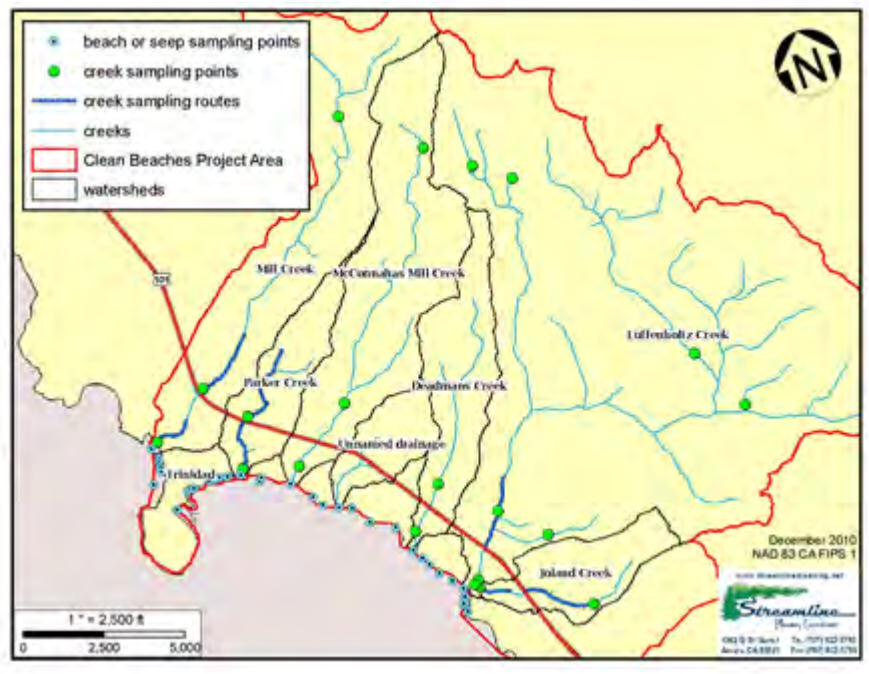 beach or seep sampling points
creek sampling points
creek sampling routes
creeks
Clean Beaches Project Area
watersheds
N
101
Mill Creek
McConnahas Mill Creek
Luffenholtz Creek
Parker Creek
Deadmans Creek
Unnamed drainage
Trinidad
Joland Creek
December 2010
NAD 83 CA FIPS 1
Streamline
1 " = 2,500 ft
0 2,500 5,000